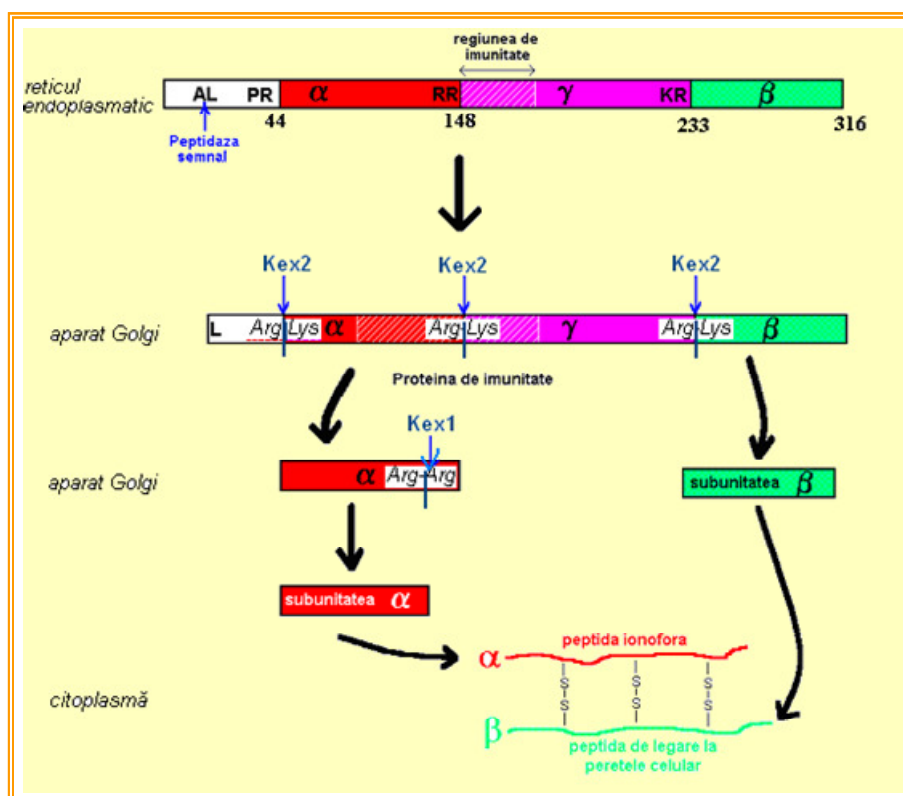 regiunea de
imunitate
reticul
endoplasmatic
AL PR α RR γ KR β
44 148 233 316
Peptidaza
semnal
Kex2 Kex2 Kex2
aparat Golgi
L Arg Lys α Arg Lys γ Arg Lys β
Proteina de imunitate
Kex1
aparat Golgi
α Arg Arg
subunitatea β
subunitatea α
peptida ionofora
α
S S S
S S S
citoplasmă
β
peptida de legare la
peretele celular